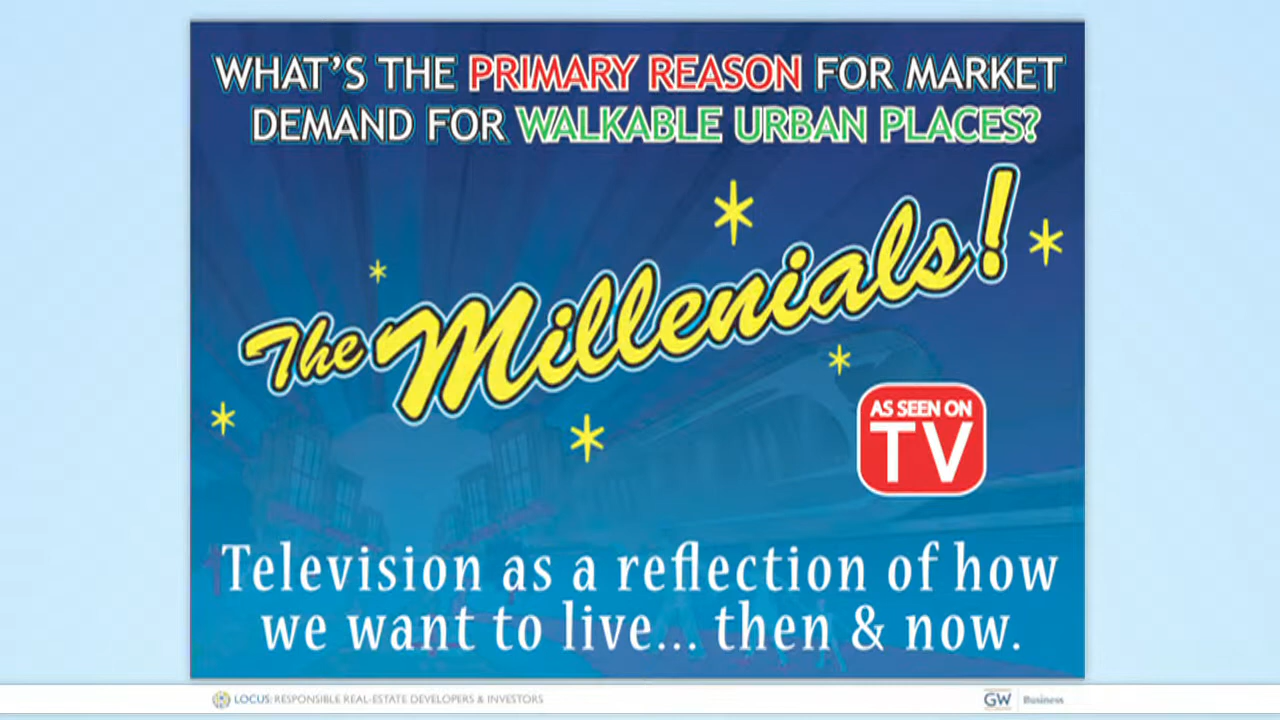 WHAT'S THE PRIMARY REASON FOR MARKET
DEMAND FOR WALKABLE URBAN PLACES?
The Millenials!
AS SEEN ON
TV
Television as a reflection of how
we want to live... then & now.
LOCUS: RESPONSIBLE REAL-ESTATE DEVELOPERS & INVESTORS
GW Business